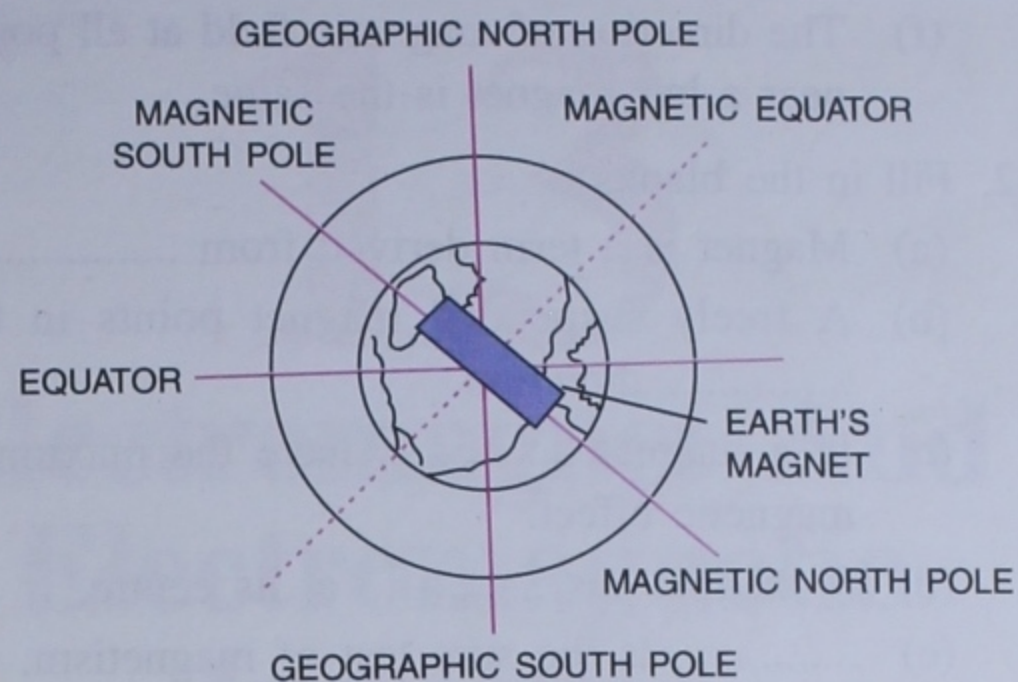 GEOGRAPHIC NORTH POLE
MAGNETIC
SOUTH POLE
MAGNETIC EQUATOR
EQUATOR
EARTH'S
MAGNET
MAGNETIC NORTH POLE
GEOGRAPHIC SOUTH POLE